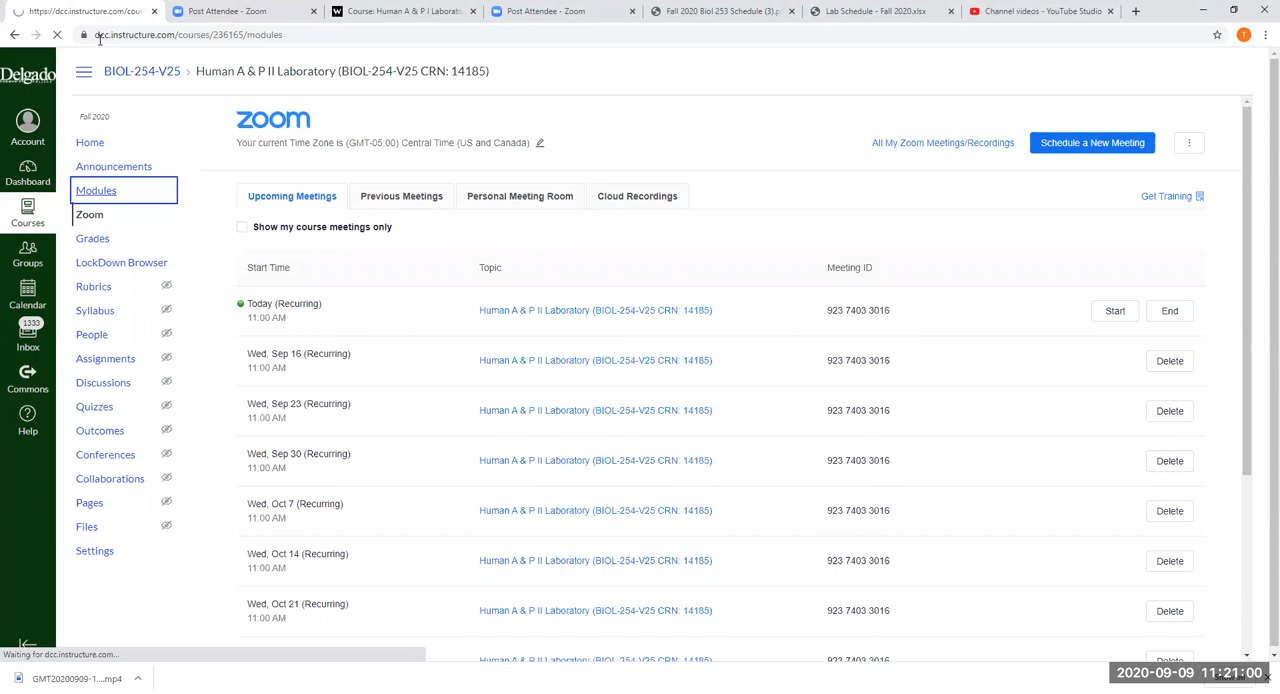 https://dcc.instructure.com/cour
Post Attendee - Zoom
Course: Human A & P I Laborato
Post Attendee - Zoom
Fall 2020 Biol 253 Schedule (3).p
Lab Schedule - Fall 2020.xlsx
Channel videos - YouTube Studio
dcc.instructure.com/courses/236165/modules
T
Delgado
BIOL-254-V25 › Human A & P II Laboratory (BIOL-254-V25 CRN: 14185)
Account
Dashboard
Courses
Groups
Calendar
1333
Inbox
Commons
Help
Fall 2020
Home
Announcements
Modules
Zoom
Grades
LockDown Browser
Rubrics
Syllabus
People
Assignments
Discussions
Quizzes
Outcomes
Conferences
Collaborations
Pages
Files
Settings
zoom
Your current Time Zone is (GMT-05:00) Central Time (US and Canada).
All My Zoom Meetings/Recordings
Schedule a New Meeting
Upcoming Meetings
Previous Meetings
Personal Meeting Room
Cloud Recordings
Get Training
Show my course meetings only
Start Time Topic Meeting ID
Today (Recurring)
11:00 AM
Human A & P II Laboratory (BIOL-254-V25 CRN: 14185) 923 7403 3016 Start End
Wed, Sep 16 (Recurring)
11:00 AM
Human A & P II Laboratory (BIOL-254-V25 CRN: 14185) 923 7403 3016 Delete
Wed, Sep 23 (Recurring)
11:00 AM
Human A & P II Laboratory (BIOL-254-V25 CRN: 14185) 923 7403 3016 Delete
Wed, Sep 30 (Recurring)
11:00 AM
Human A & P II Laboratory (BIOL-254-V25 CRN: 14185) 923 7403 3016 Delete
Wed, Oct 7 (Recurring)
11:00 AM
Human A & P II Laboratory (BIOL-254-V25 CRN: 14185) 923 7403 3016 Delete
Wed, Oct 14 (Recurring)
11:00 AM
Human A & P II Laboratory (BIOL-254-V25 CRN: 14185) 923 7403 3016 Delete
Wed, Oct 21 (Recurring)
11:00 AM
Human A & P II Laboratory (BIOL-254-V25 CRN: 14185) 923 7403 3016 Delete
Waiting for dcc.instructure.com...
GMT20200909-1....mp4
2020-09-09 11:21:00